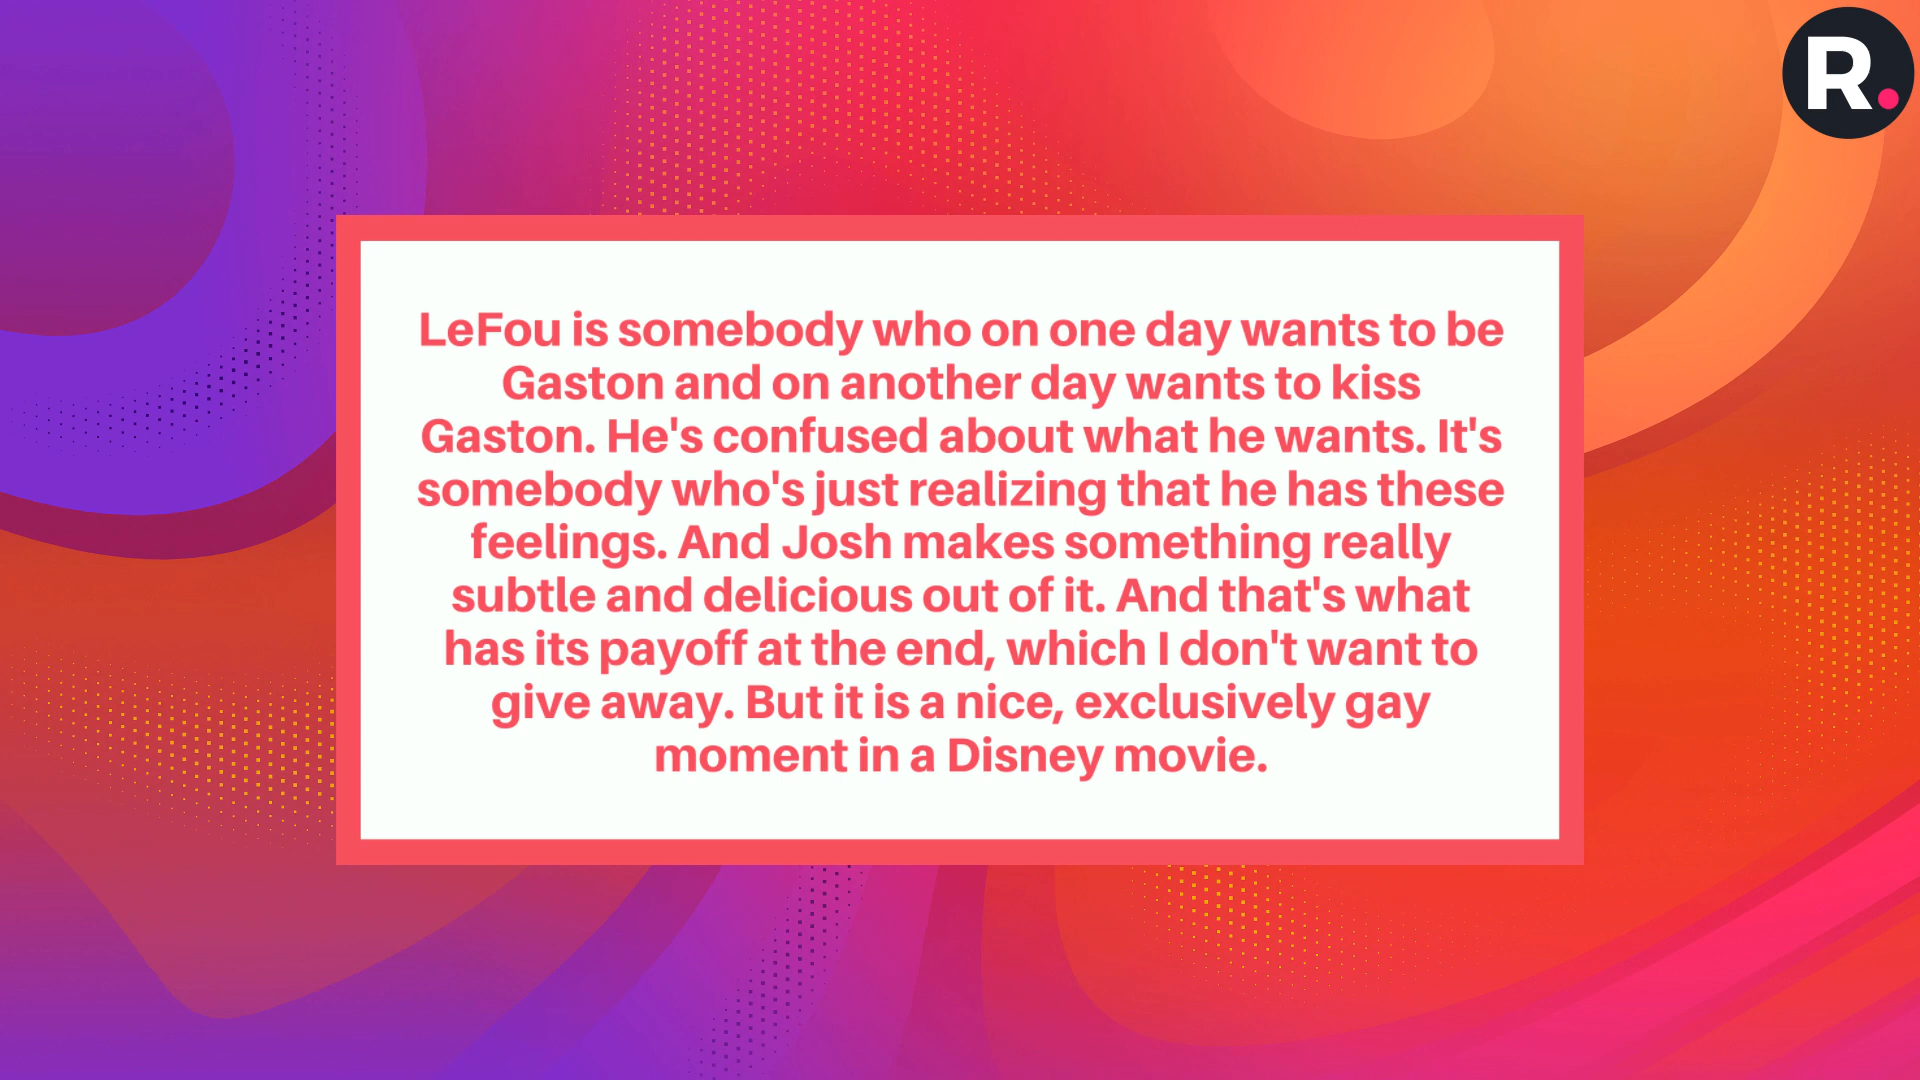 R.
LeFou is somebody who on one day wants to be
Gaston and on another day wants to kiss
Gaston. He's confused about what he wants. It's
somebody who's just realizing that he has these
feelings. And Josh makes something really
subtle and delicious out of it. And that's what
has its payoff at the end, which I don't want to
give away. But it is a nice, exclusively gay
moment in a Disney movie.